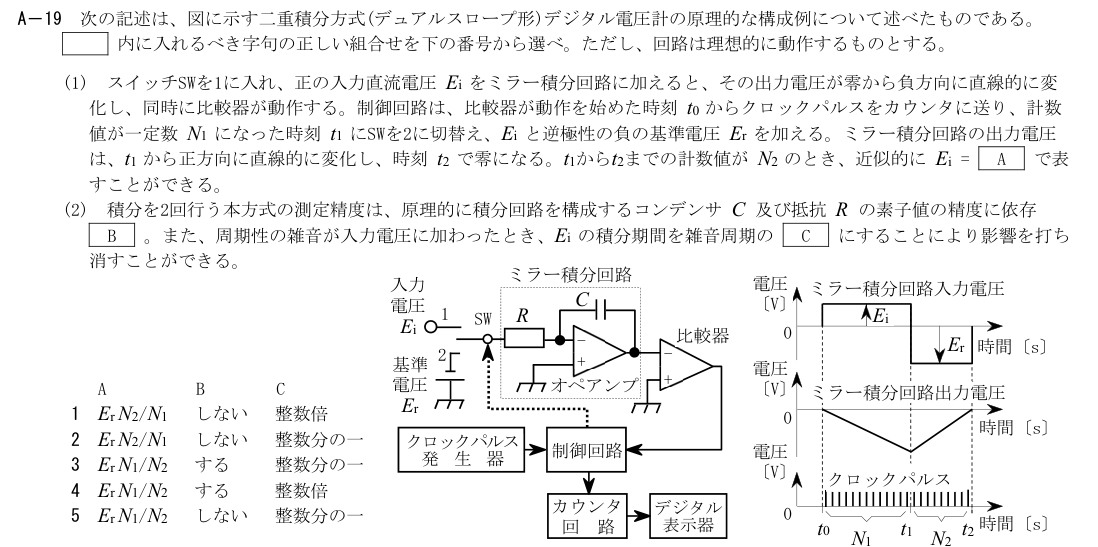 A－19 次の記述は、図に示す二重積分方式(デュアルスロープ形)デジタル電圧計の原理的な構成例について述べたものである。
内に入れるべき字句の正しい組合せを下の番号から選べ。ただし、回路は理想的に動作するものとする。
(1) スイッチSWを1に入れ、正の入力直流電圧 Ei をミラー積分回路に加えると、その出力電圧が零から負方向に直線的に変
化し、同時に比較器が動作する。制御回路は、比較器が動作を始めた時刻 t0 からクロックパルスをカウンタに送り、計数
値が一定数 N1 になった時刻 t1 にSWを2に切替え、Ei と逆極性の負の基準電圧 Er を加える。ミラー積分回路の出力電圧
は、t1 から正方向に直線的に変化し、時刻 t2 で零になる。t1からt2までの計数値が N2 のとき、近似的に Ei = A で表
すことができる。
(2) 積分を2回行う本方式の測定精度は、原理的に積分回路を構成するコンデンサ C 及び抵抗 R の素子値の精度に依存
B 。また、周期性の雑音が入力電圧に加わったとき、Ei の積分期間を雑音周期の C にすることにより影響を打ち
消すことができる。
A B C
1 ErN2/N1 しない 整数倍
2 ErN2/N1 しない 整数分の一
3 ErN1/N2 する 整数分の一
4 ErN1/N2 する 整数倍
5 ErN1/N2 しない 整数分の一
入力
電圧
Ei
1
SW
ミラー積分回路
R
C
−
+
オペアンプ
比較器
−
+
基準
電圧
Er
2
クロックパルス
発生器
制御回路
カウンタ
回路
デジタル
表示器
電圧
〔V〕
ミラー積分回路入力電圧
0
Ei
Er
時間〔s〕
電圧
〔V〕
ミラー積分回路出力電圧
0
時間〔s〕
電圧
〔V〕
クロックパルス
0
t0
t1
t2
時間〔s〕
N1
N2